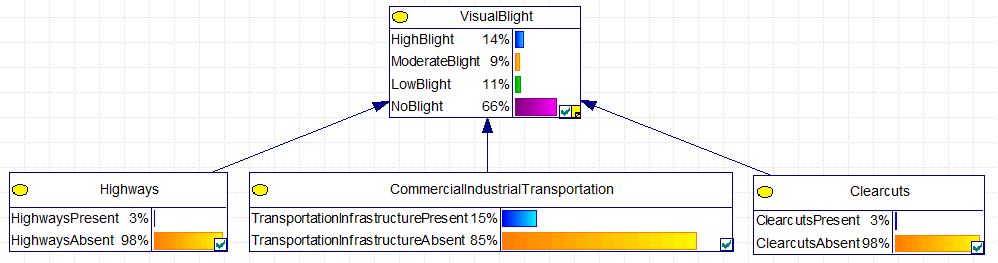 VisualBlight
HighBlight 14%
ModerateBlight 9%
LowBlight 11%
NoBlight 66%
Highways
HighwaysPresent 3%
HighwaysAbsent 98%
CommercialIndustrialTransportation
TransportationInfrastructurePresent 15%
TransportationInfrastructureAbsent 85%
Clearcuts
ClearcutsPresent 3%
ClearcutsAbsent 98%